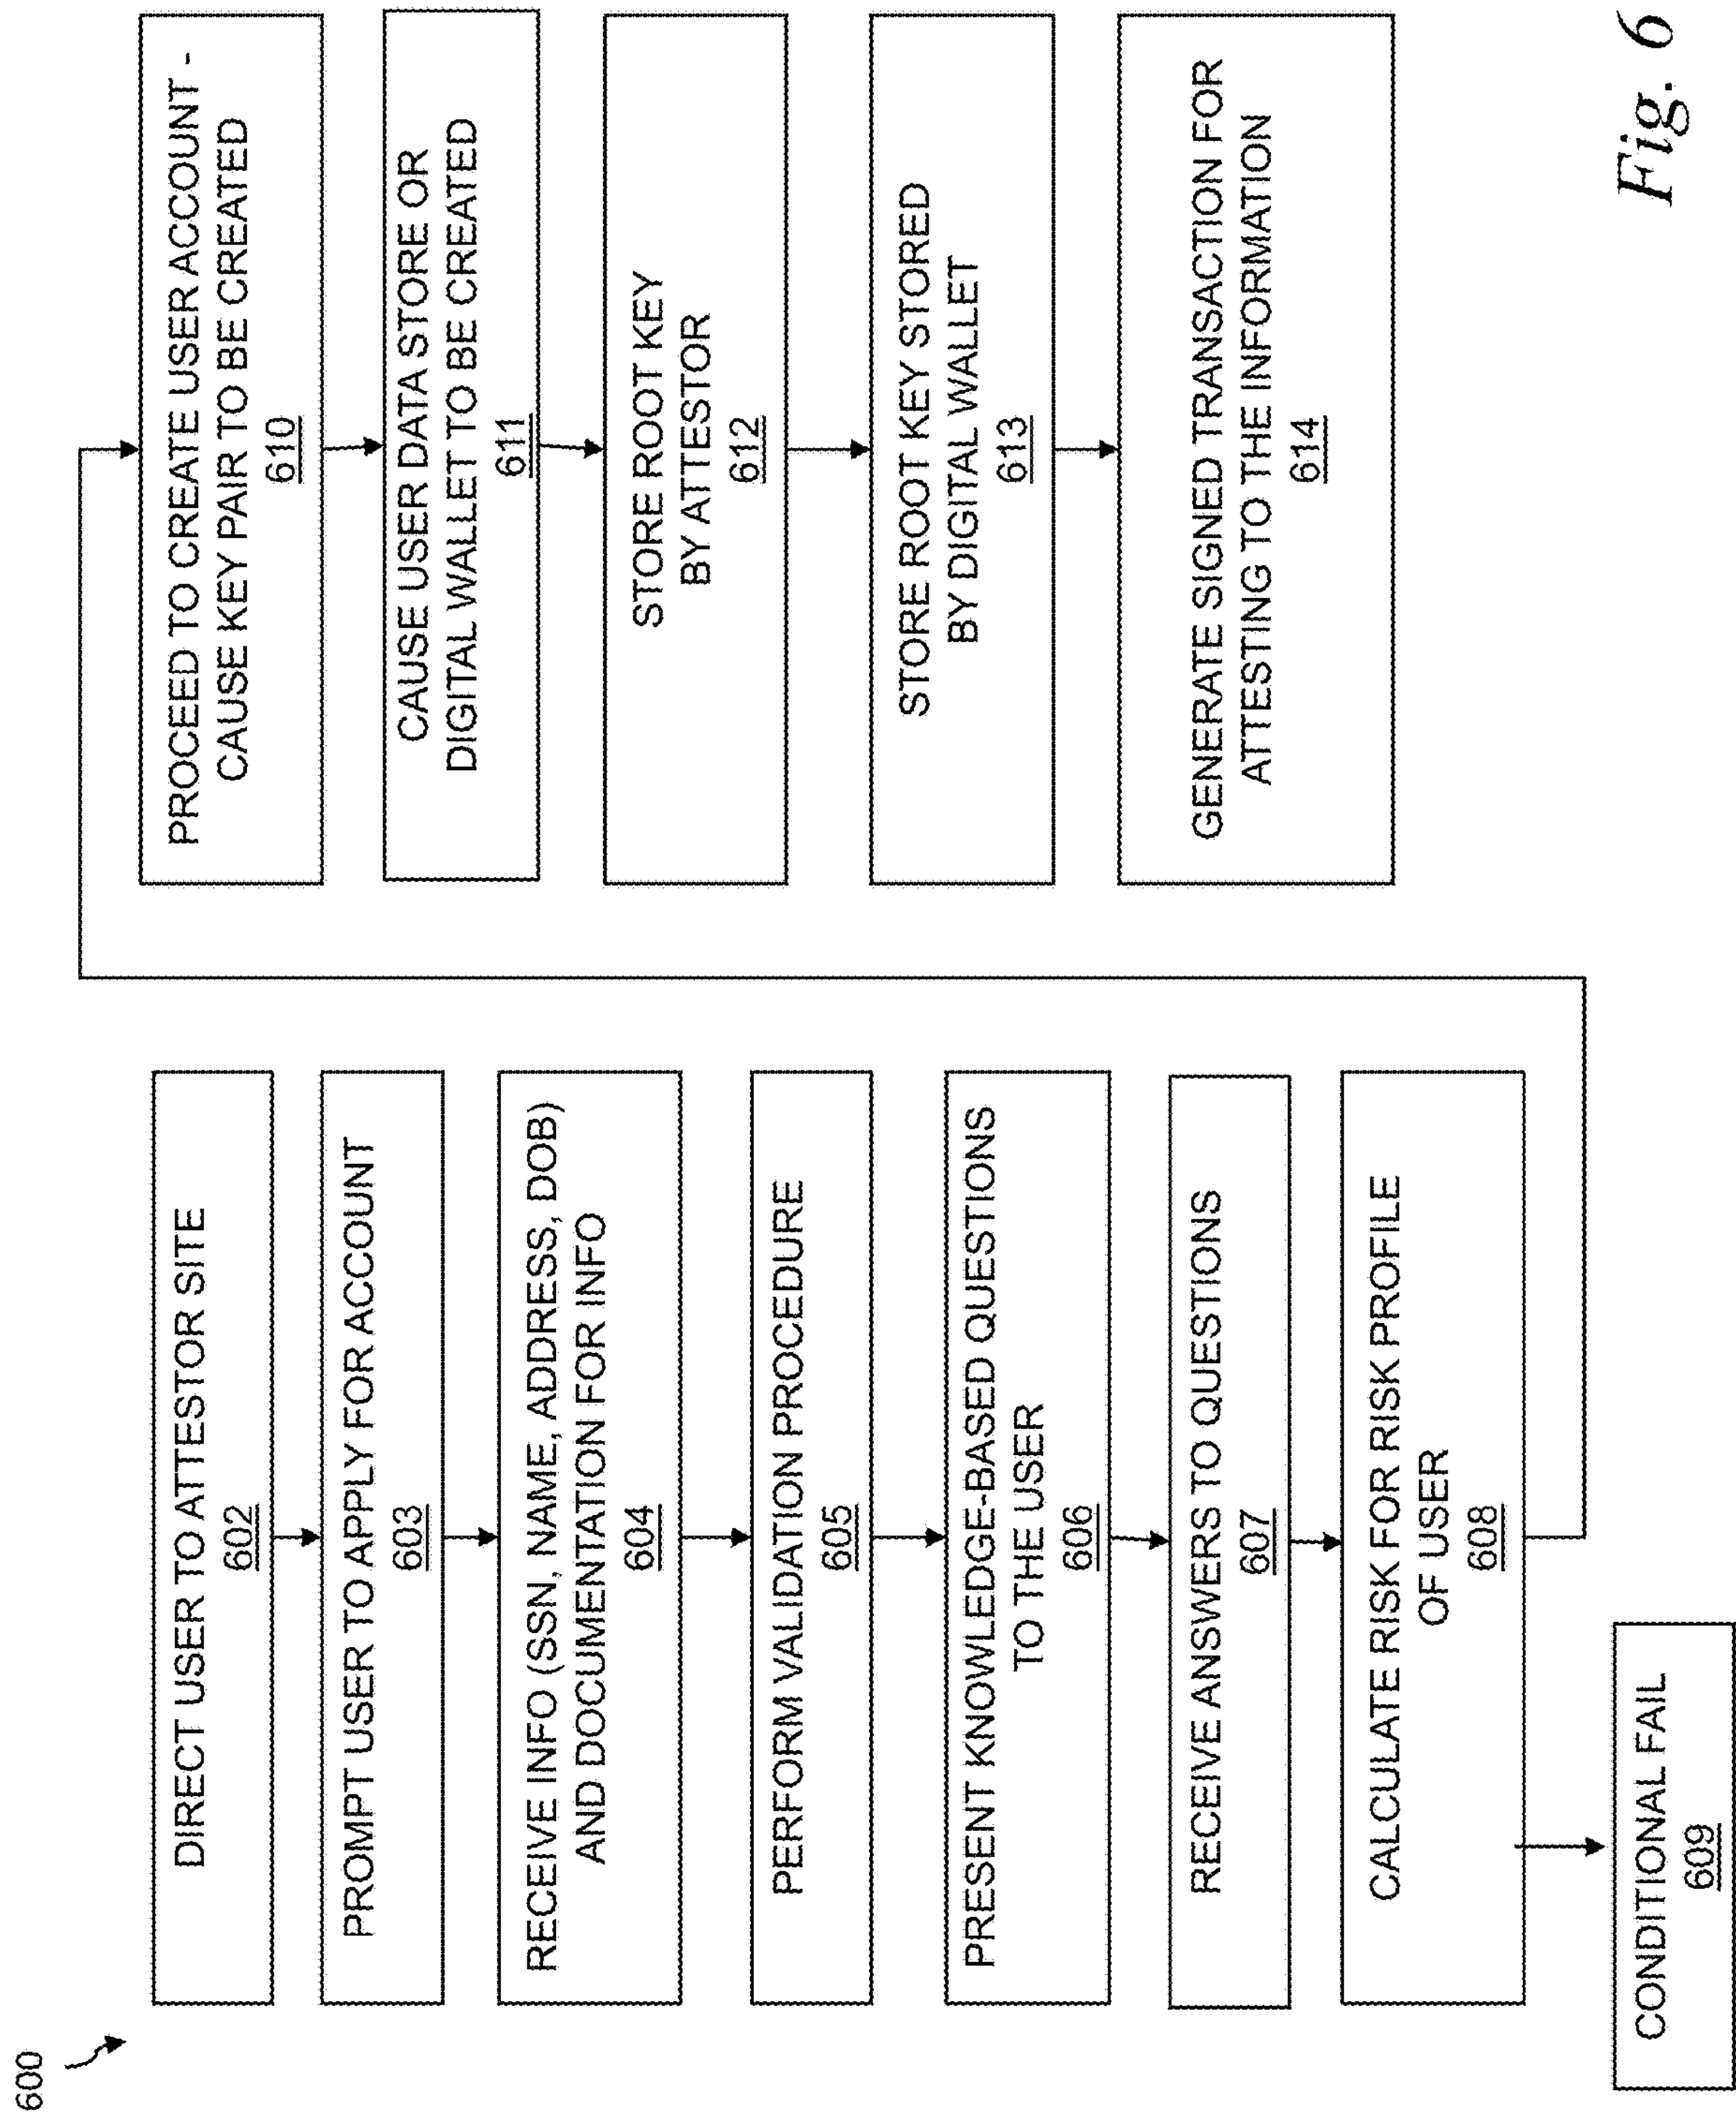 600
DIRECT USER TO ATTESTOR SITE
602
PROMPT USER TO APPLY FOR ACCOUNT
603
RECEIVE INFO (SSN, NAME, ADDRESS, DOB)
AND DOCUMENTATION FOR INFO
604
PERFORM VALIDATION PROCEDURE
605
PRESENT KNOWLEDGE-BASED QUESTIONS
TO THE USER
606
RECEIVE ANSWERS TO QUESTIONS
607
CALCULATE RISK FOR RISK PROFILE
OF USER
608
CONDITIONAL FAIL
609
PROCEED TO CREATE USER ACCOUNT -
CAUSE KEY PAIR TO BE CREATED
610
CAUSE USER DATA STORE OR
DIGITAL WALLET TO BE CREATED
611
STORE ROOT KEY
BY ATTESTOR
612
STORE ROOT KEY STORED
BY DIGITAL WALLET
613
GENERATE SIGNED TRANSACTION FOR
ATTESTING TO THE INFORMATION
614
Fig. 6